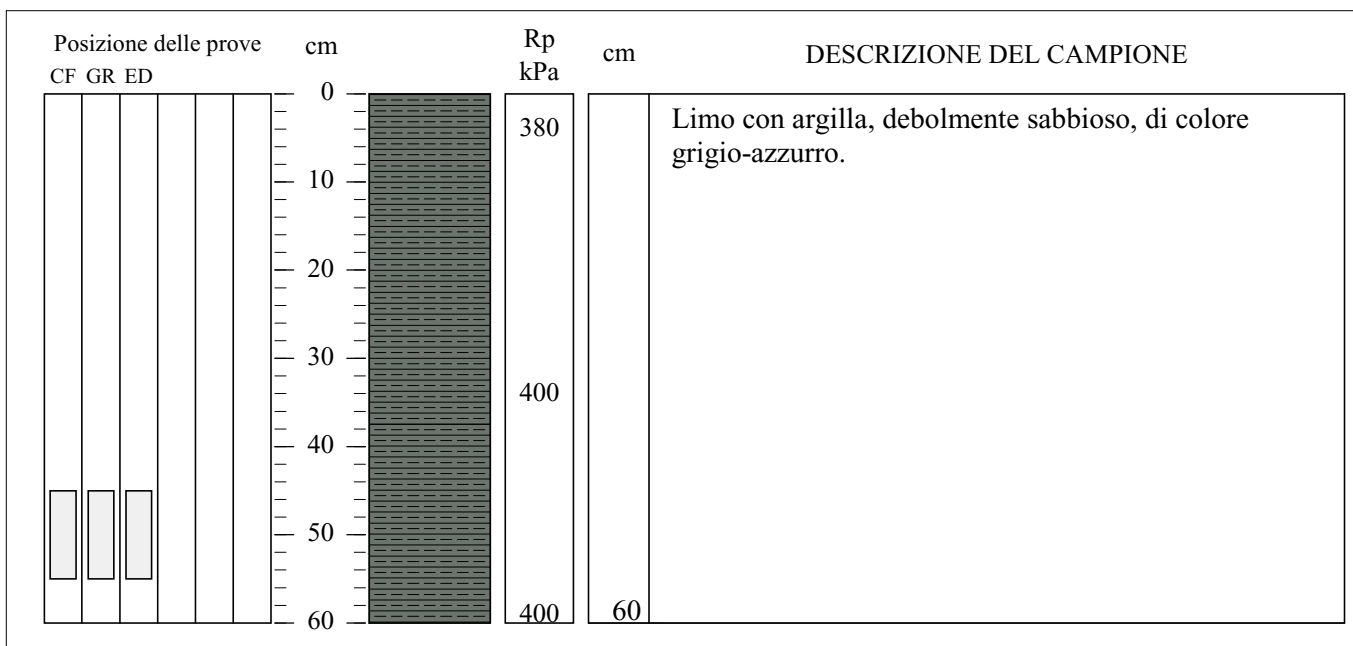 Posizione delle prove
CF GR ED
cm
Rp
kPa
cm
DESCRIZIONE DEL CAMPIONE
0
10
20
30
40
50
60
380
400
400
60
Limo con argilla, debolmente sabbioso, di colore
grigio-azzurro.